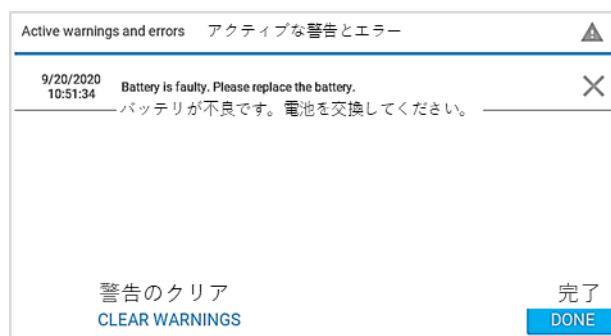 Active warnings and errors アクティブな警告とエラー
9/20/2020
10:51:34
Battery is faulty. Please replace the battery.
バッテリが不良です。電池を交換してください。
警告のクリア
完了
CLEAR WARNINGS
DONE